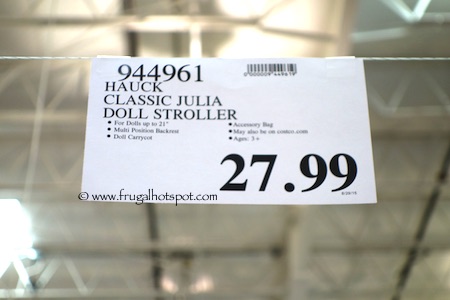 944961
0000009449619
HAUCK
CLASSIC JULIA
DOLL STROLLER
• For Dolls up to 21"
• Multi Position Backrest
• Doll Carrycot
• Accessory Bag
• May also be on costco.com
• Ages: 3 +
27.99
© www.frugalhotspot.com